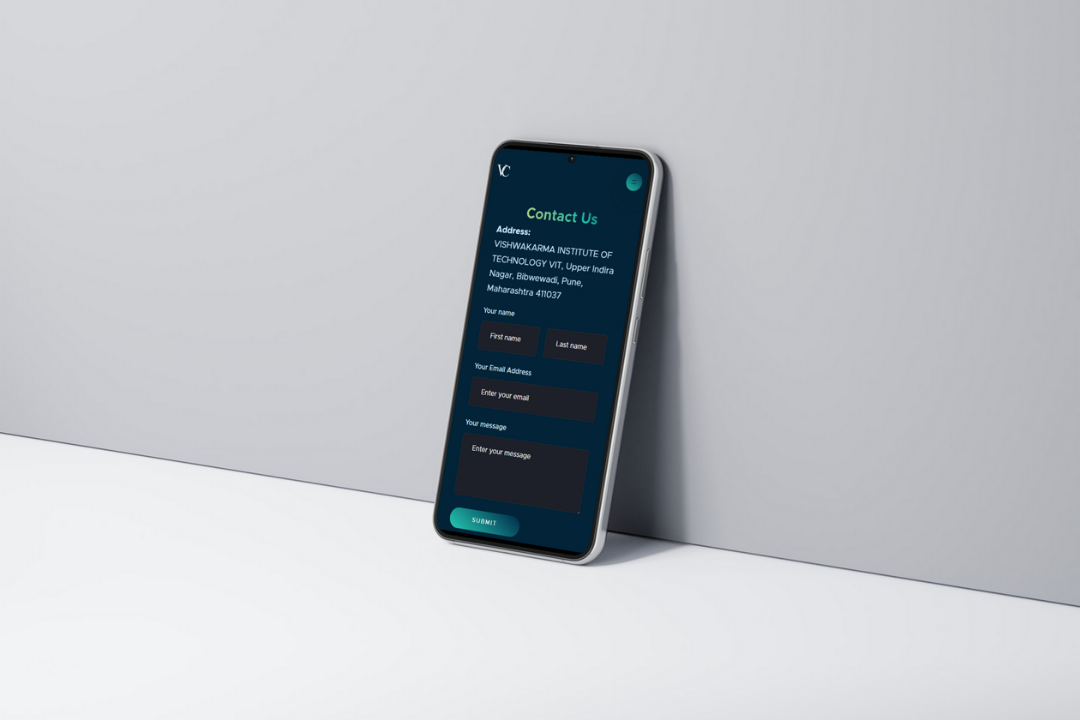 VC
Contact Us
Address:
VISHWAKARMA INSTITUTE OF
TECHNOLOGY VIT, Upper Indira
Nagar, Bibwewadi, Pune,
Maharashtra 411037
Your name
First name Last name
Your Email Address
Enter your email
Your message
Enter your message
SUBMIT